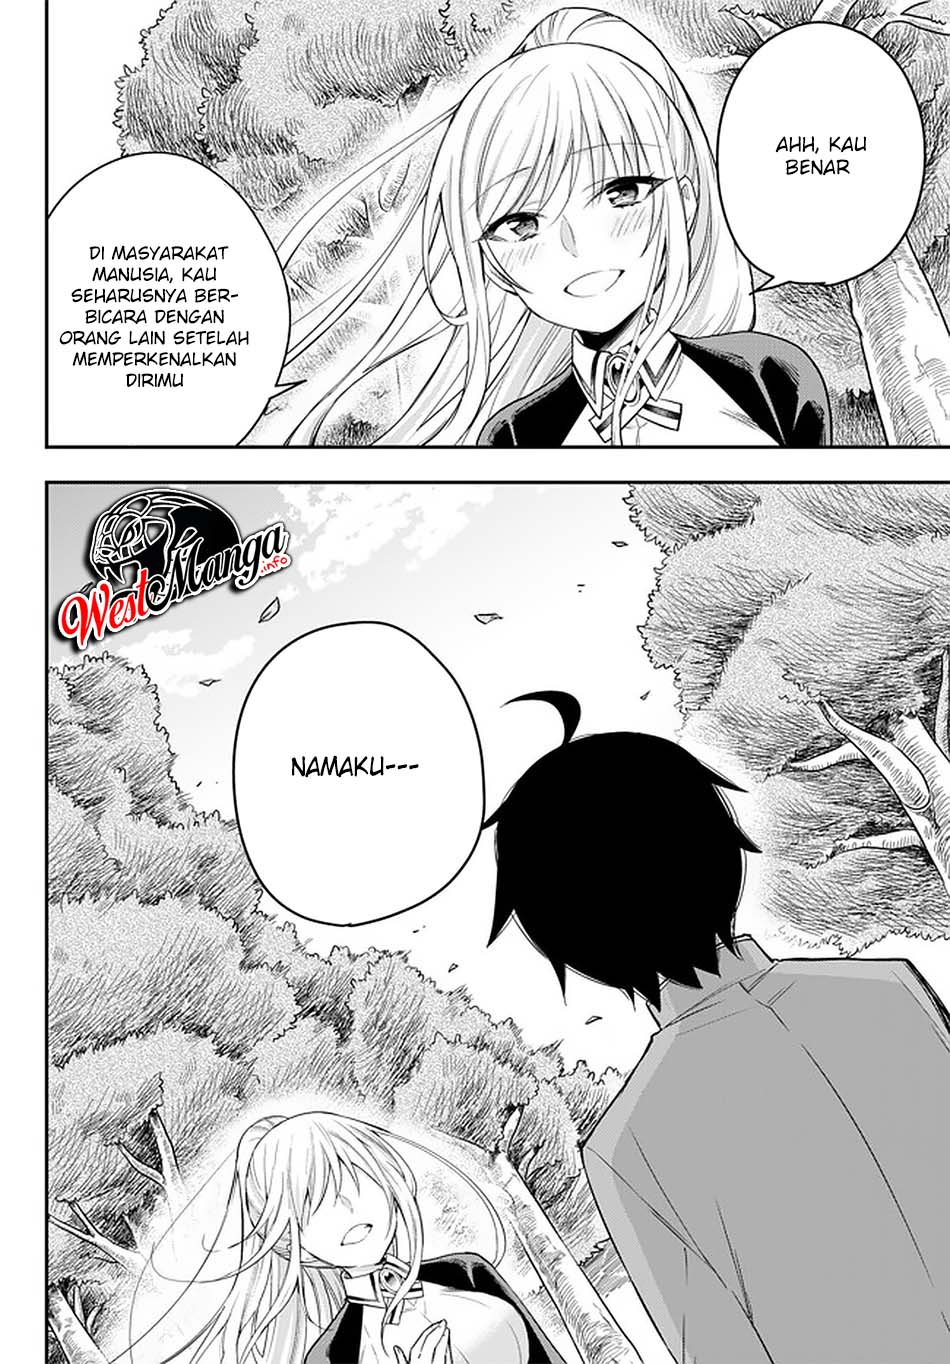 AHH, KAU
BENAR
DI MASYARAKAT
MANUSIA, KAU
SEHARUSNYA BER-
BICARA DENGAN
ORANG LAIN SETELAH
MEMPERKENALKAN
DIRIMU
WestManga
.info
NAMAKU---